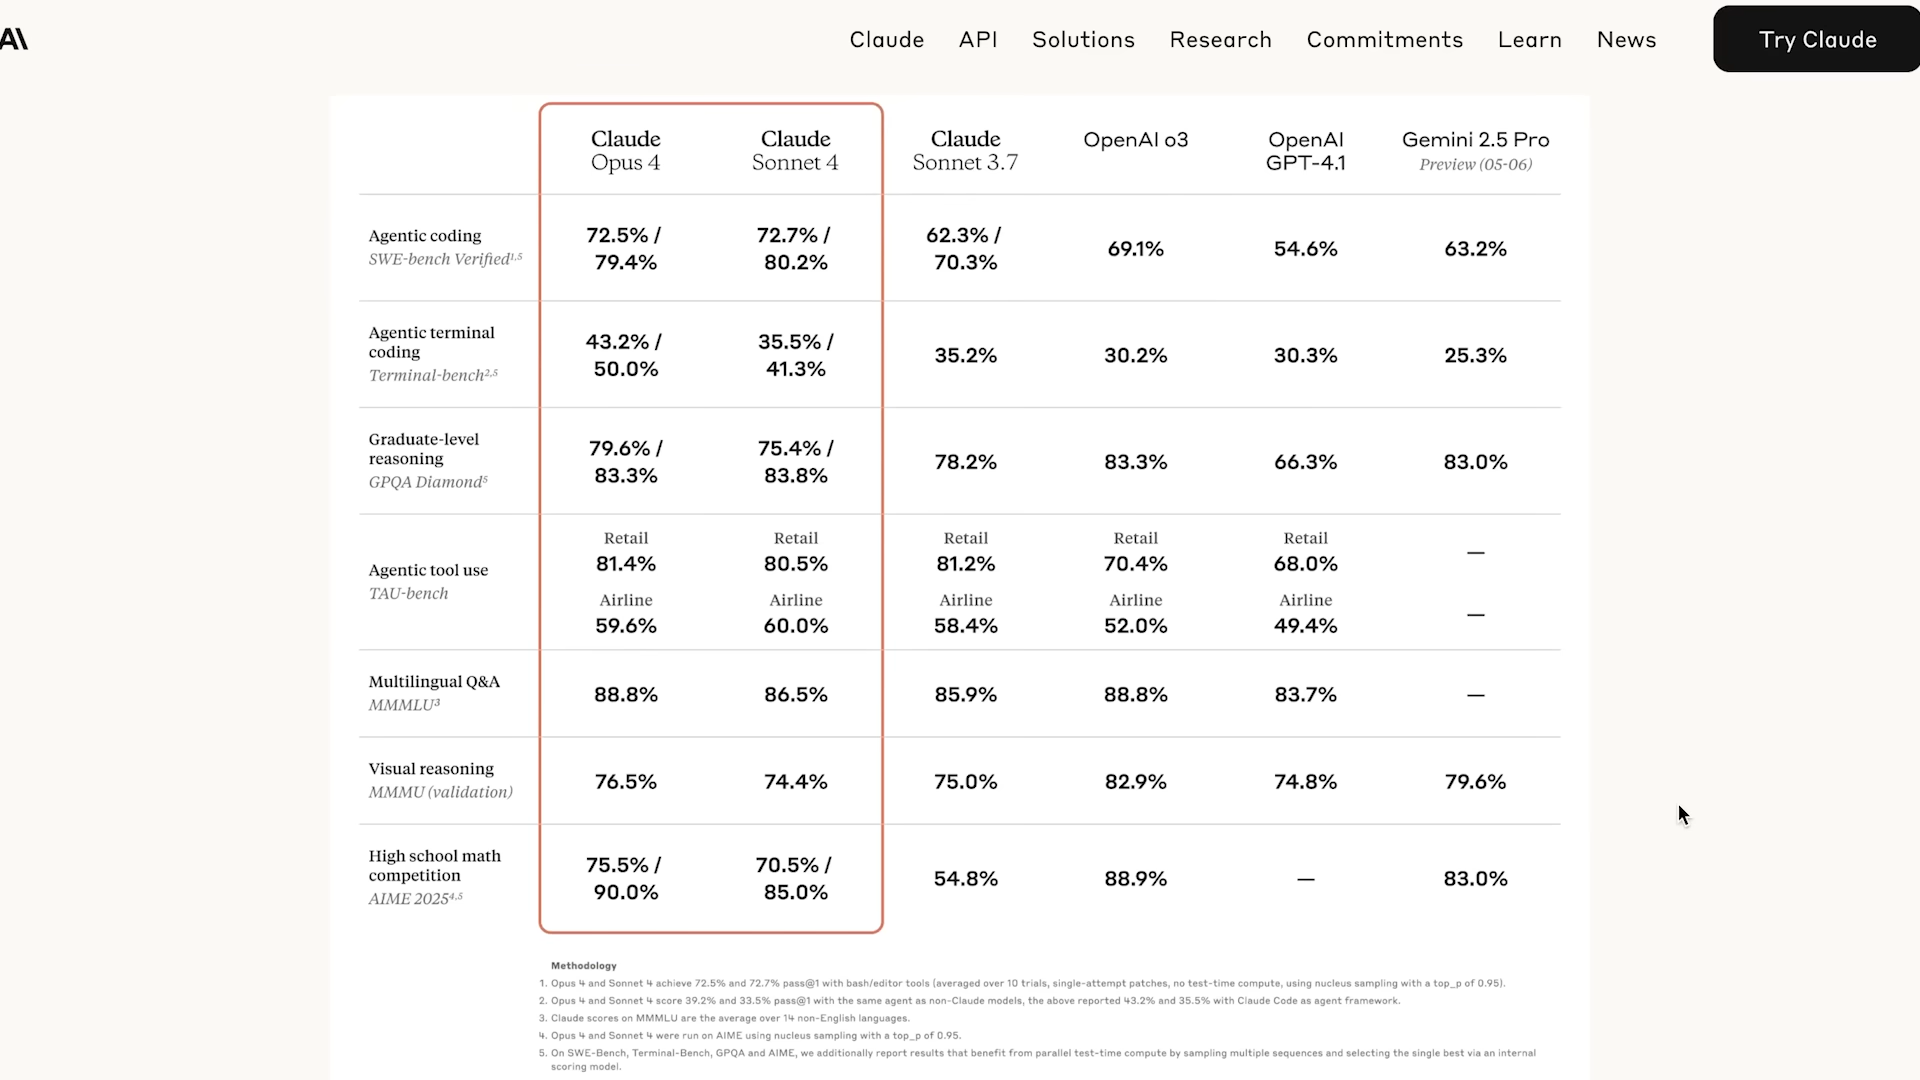 A\
Claude API Solutions Research Commitments Learn News Try Claude
Claude Opus 4
Claude Sonnet 4
Claude Sonnet 3.7
OpenAI o3
OpenAI GPT-4.1
Gemini 2.5 Pro Preview (05-06)
Agentic coding
SWE-bench Verified¹,⁵
72.5% / 79.4%
72.7% / 80.2%
62.3% / 70.3%
69.1%
54.6%
63.2%
Agentic terminal coding
Terminal-bench²,⁵
43.2% / 50.0%
35.5% / 41.3%
35.2%
30.2%
30.3%
25.3%
Graduate-level reasoning
GPQA Diamond⁵
79.6% / 83.3%
75.4% / 83.8%
78.2%
83.3%
66.3%
83.0%
Agentic tool use
TAU-bench
Retail 81.4%
Retail 80.5%
Retail 81.2%
Retail 70.4%
Retail 68.0%
—
Airline 59.6%
Airline 60.0%
Airline 58.4%
Airline 52.0%
Airline 49.4%
—
Multilingual Q&A
MMMLU³
88.8%
86.5%
85.9%
88.8%
83.7%
—
Visual reasoning
MMMU (validation)
76.5%
74.4%
75.0%
82.9%
74.8%
79.6%
High school math competition
AIME 2025⁴,⁵
75.5% / 90.0%
70.5% / 85.0%
54.8%
88.9%
—
83.0%
Methodology
1. Opus 4 and Sonnet 4 achieve 72.5% and 72.7% pass@1 with bash/editor tools (averaged over 10 trials, single-attempt patches, no test-time compute, using nucleus sampling with a top_p of 0.95).
2. Opus 4 and Sonnet 4 score 39.2% and 33.5% pass@1 with the same agent as non-Claude models, the above reported 43.2% and 35.5% with Claude Code as agent framework.
3. Claude scores on MMMLU are the average over 14 non-English languages.
4. Opus 4 and Sonnet 4 were run on AIME using nucleus sampling with a top_p of 0.95.
5. On SWE-Bench, Terminal-Bench, GPQA and AIME, we additionally report results that benefit from parallel test-time compute by sampling multiple sequences and selecting the single best via an internal
scoring model.